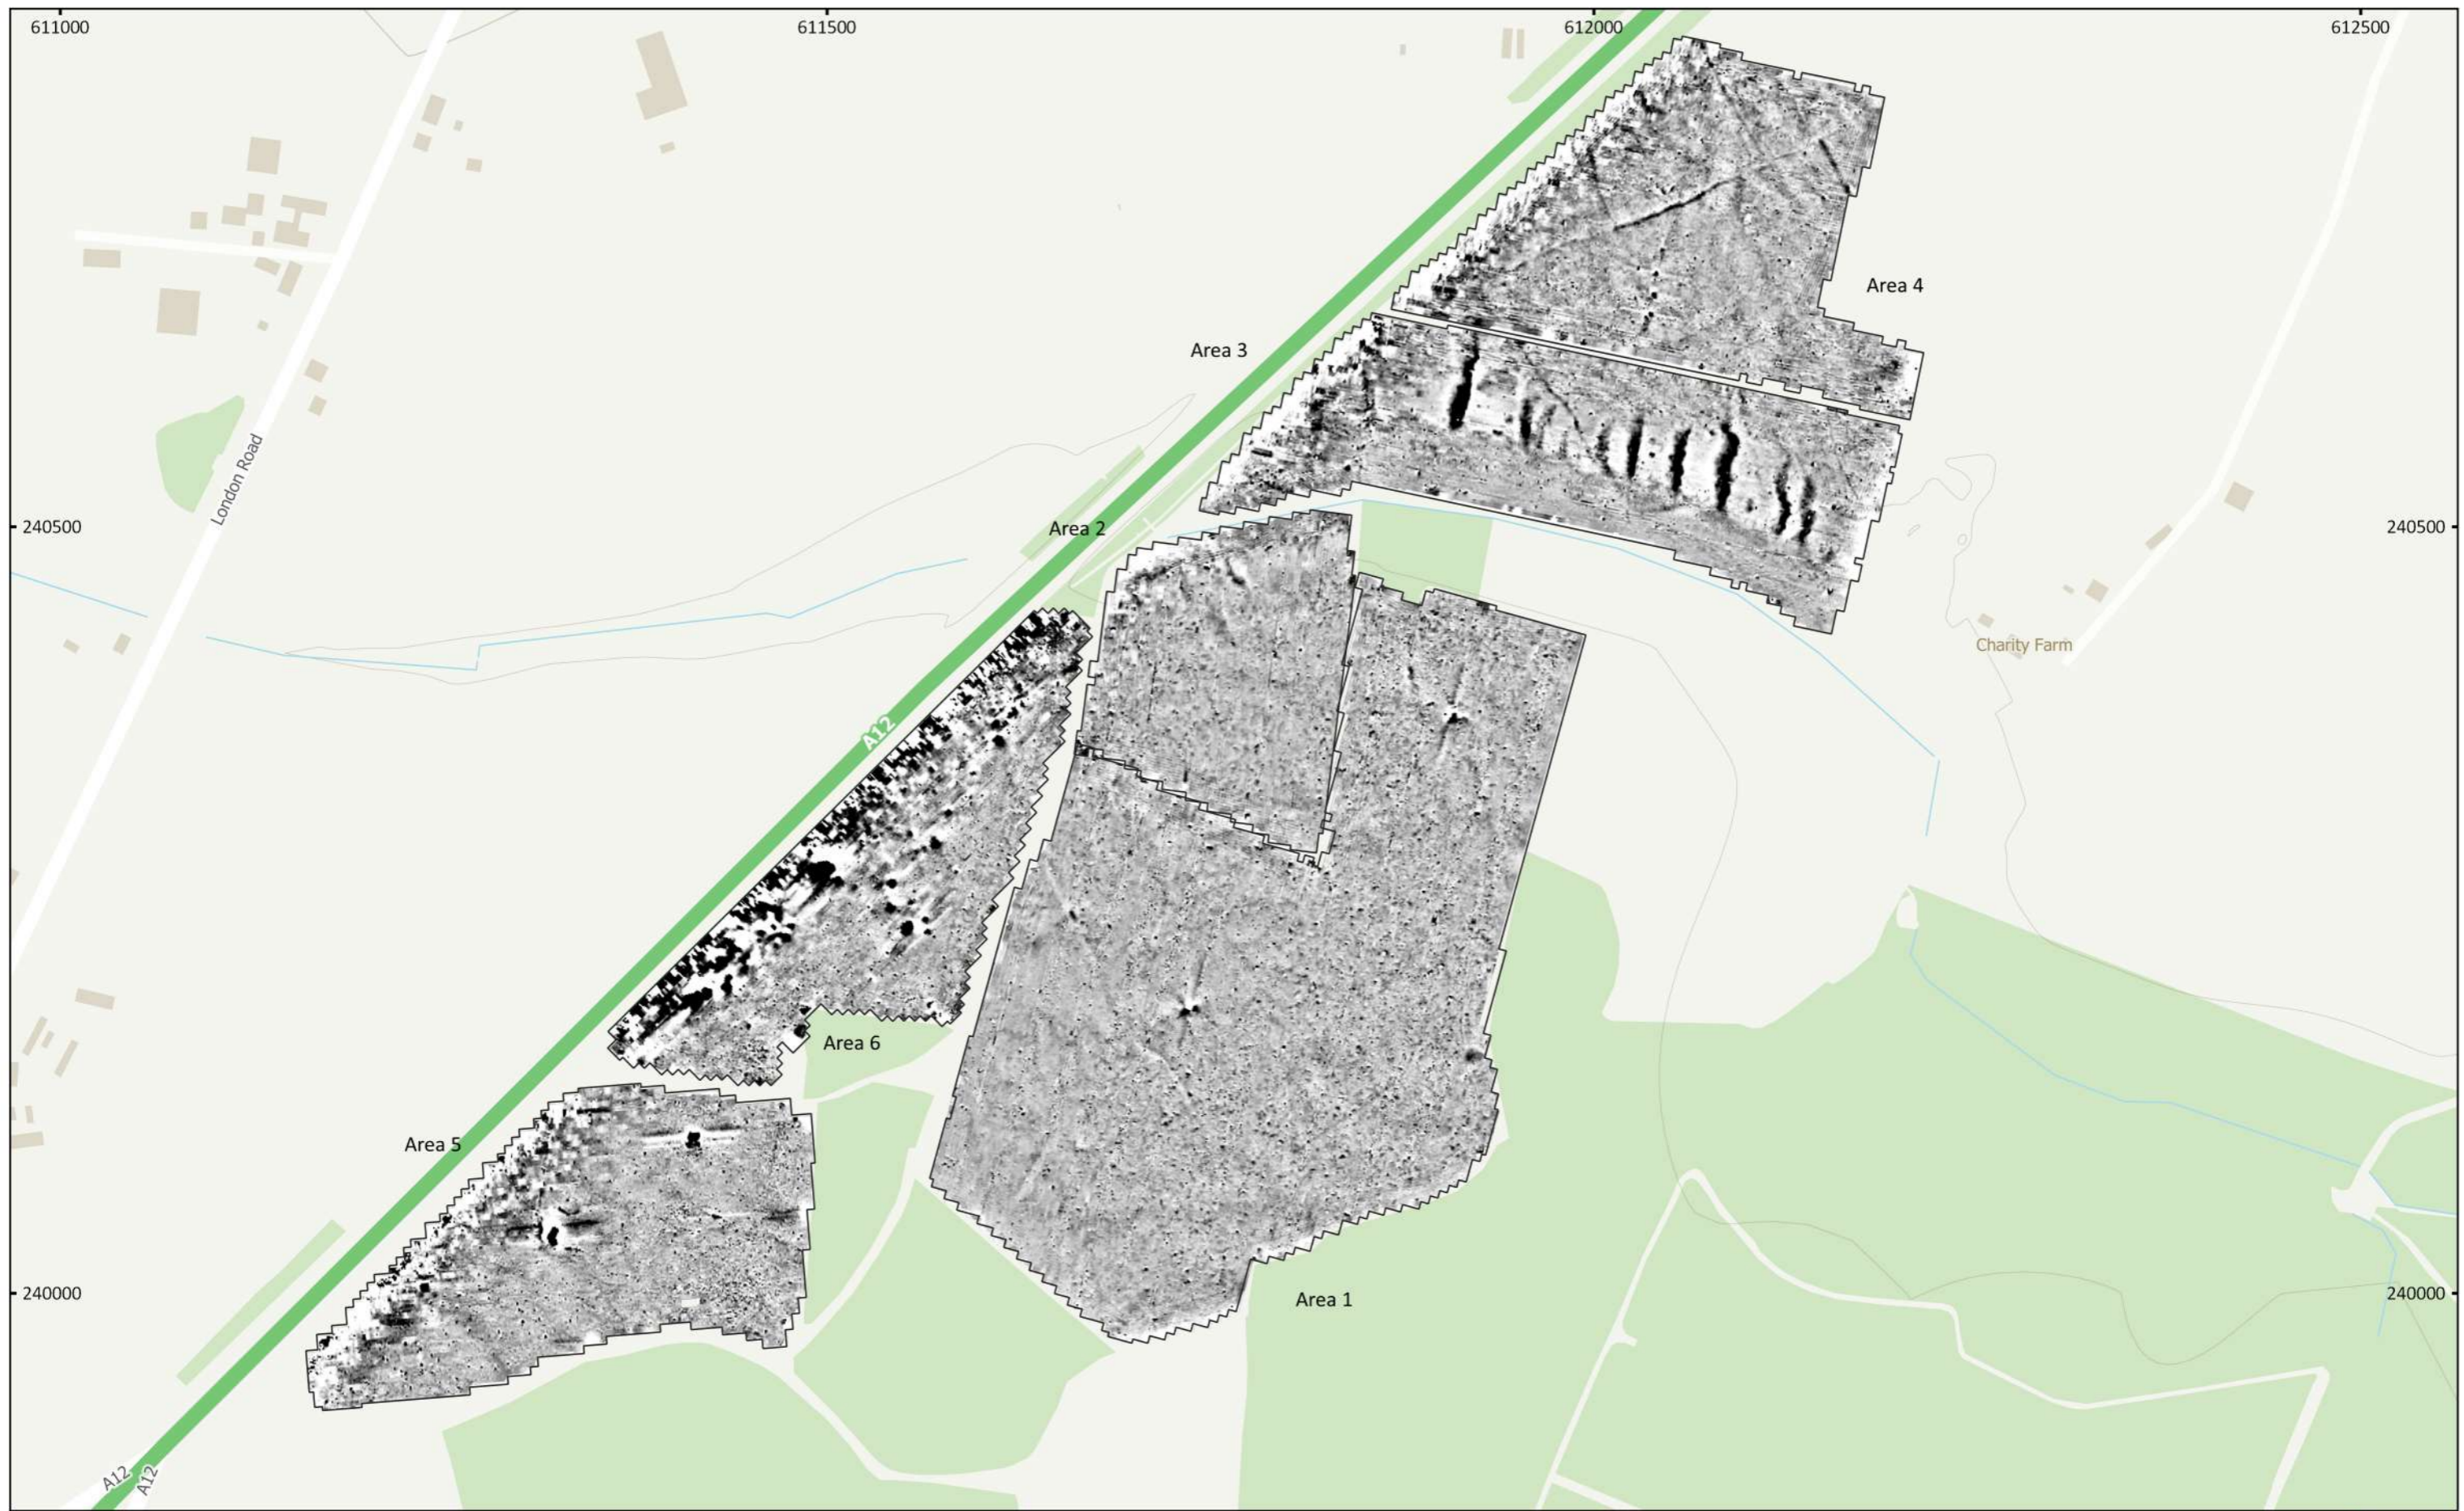 611000
611500
612000
612500
Area 4
Area 3
London Road
240500
Area 2
240500
Charity Farm
A12
Area 6
Area 5
240000
240000
Area 1
A12
A12